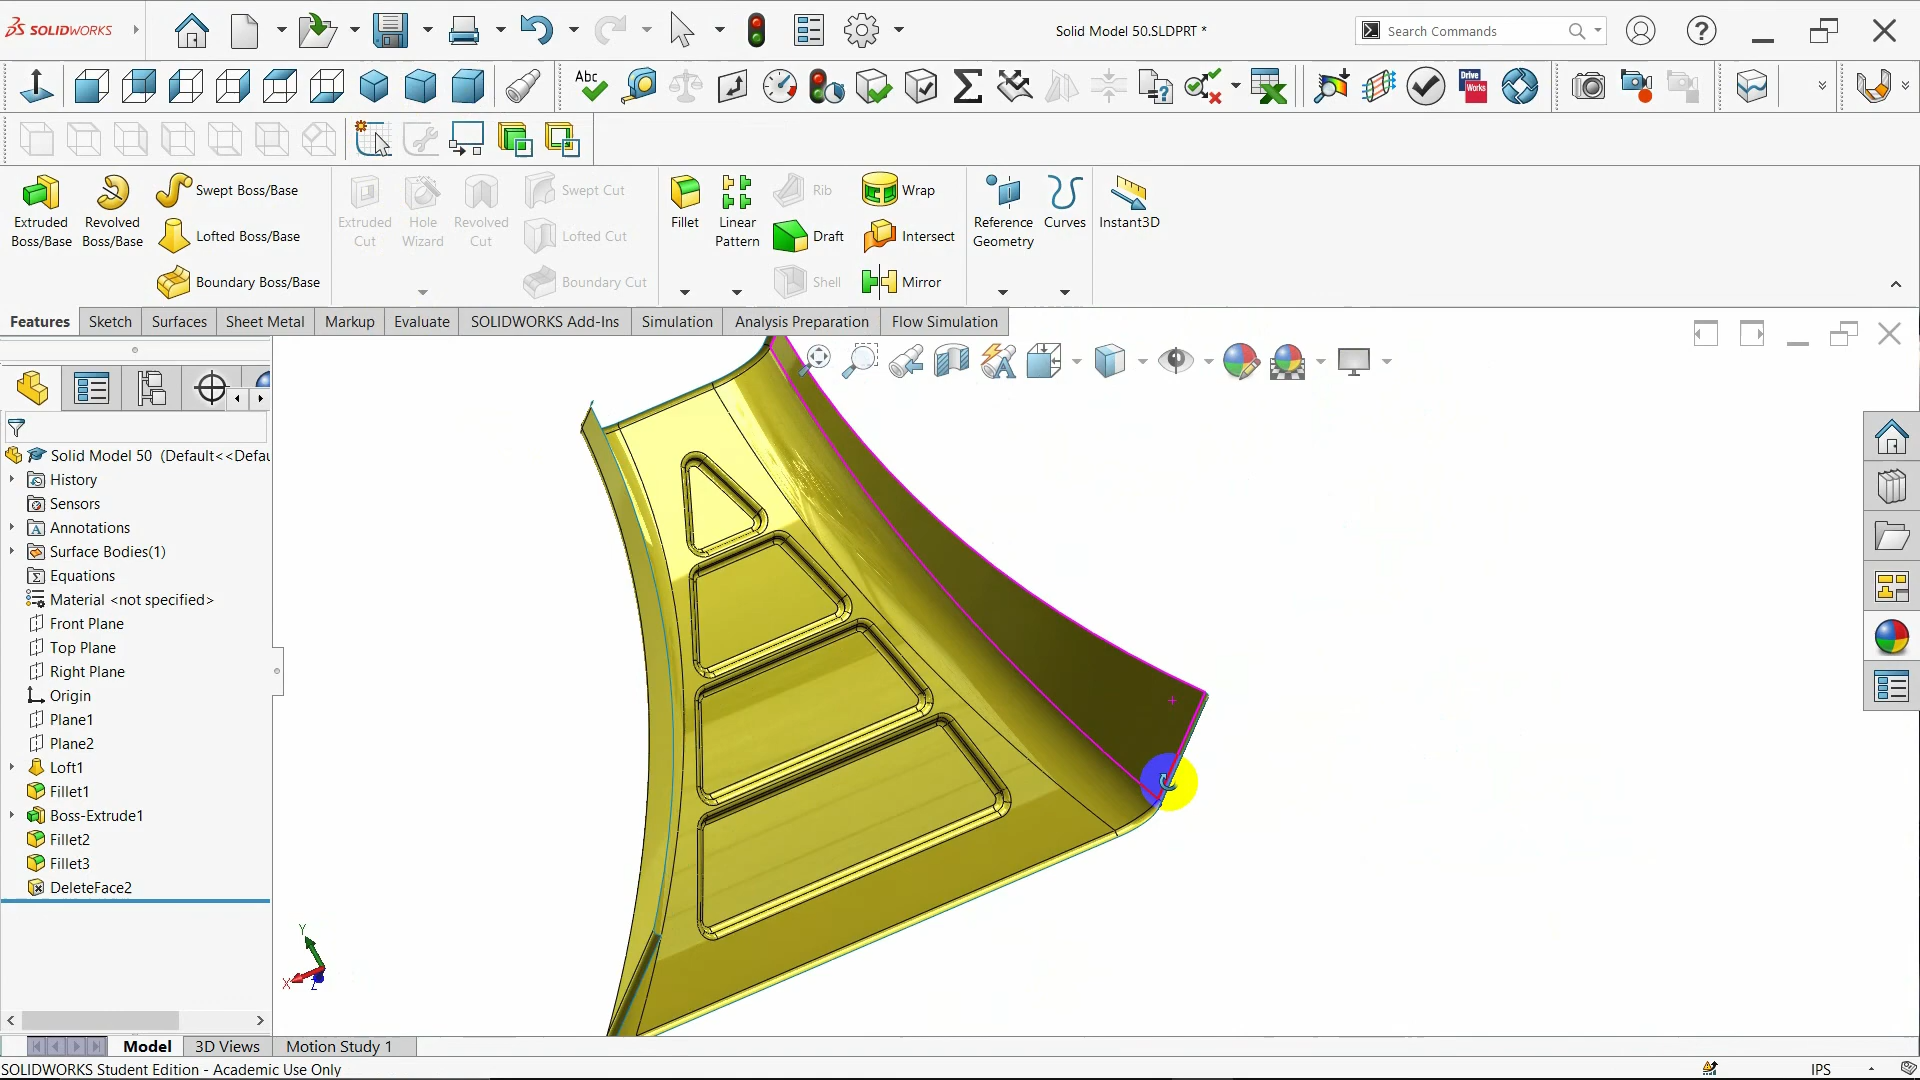 SOLIDWORKS
Solid Model 50.SLDPRT *
Search Commands
Abc
Drive
Works
Extruded
Boss/Base
Revolved
Boss/Base
Swept Boss/Base
Lofted Boss/Base
Boundary Boss/Base
Extruded
Cut
Hole
Wizard
Revolved
Cut
Swept Cut
Lofted Cut
Boundary Cut
Fillet
Linear
Pattern
Rib
Draft
Shell
Wrap
Intersect
Mirror
Reference
Geometry
Curves
Instant3D
Features
Sketch
Surfaces
Sheet Metal
Markup
Evaluate
SOLIDWORKS Add-Ins
Simulation
Analysis Preparation
Flow Simulation
Solid Model 50 (Default<<Defau
History
Sensors
Annotations
Surface Bodies(1)
Equations
Material <not specified>
Front Plane
Top Plane
Right Plane
Origin
Plane1
Plane2
Loft1
Fillet1
Boss-Extrude1
Fillet2
Fillet3
DeleteFace2
Y
X
Z
Model
3D Views
Motion Study 1
SOLIDWORKS Student Edition - Academic Use Only
IPS